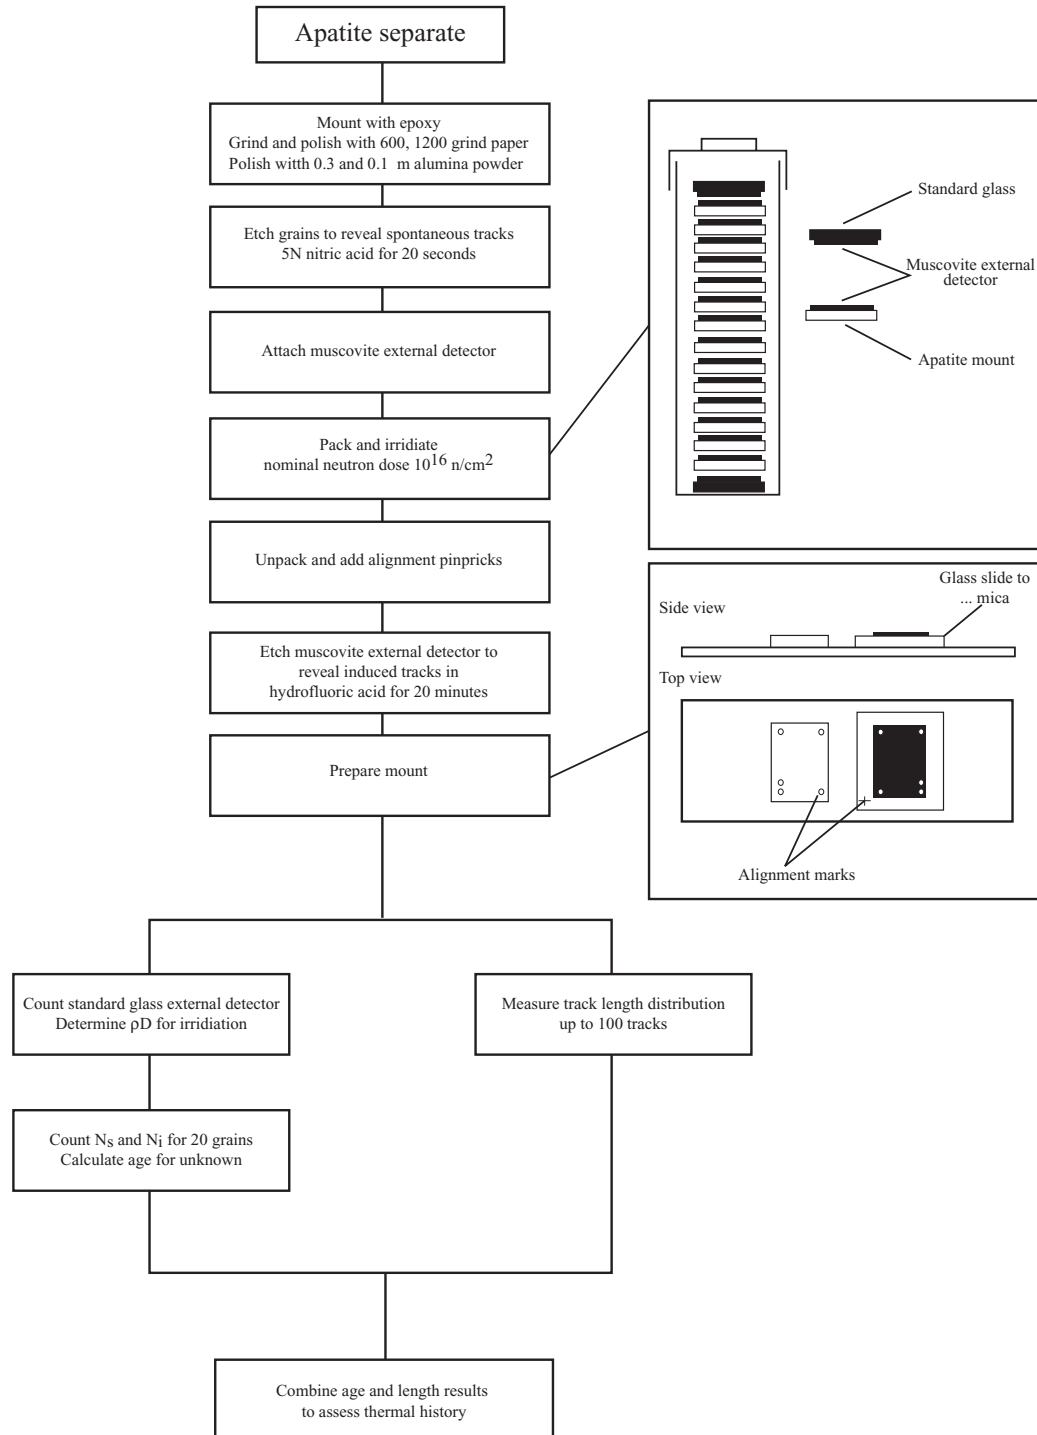 Apatite separate
Mount with epoxy
Grind and polish with 600, 1200 grind paper
Polish witth 0.3 and 0.1 m alumina powder
Etch grains to reveal spontaneous tracks
5N nitric acid for 20 seconds
Attach muscovite external detector
Pack and irridiate
nominal neutron dose 10^16 n/cm^2
Unpack and add alignment pinpricks
Etch muscovite external detector to
reveal induced tracks in
hydrofluoric acid for 20 minutes
Prepare mount
Standard glass
Muscovite external
detector
Apatite mount
Glass slide to
... mica
Side view
Top view
Alignment marks
Count standard glass external detector
Determine ρD for irridiation
Measure track length distribution
up to 100 tracks
Count Ns and Ni for 20 grains
Calculate age for unknown
Combine age and length results
to assess thermal history